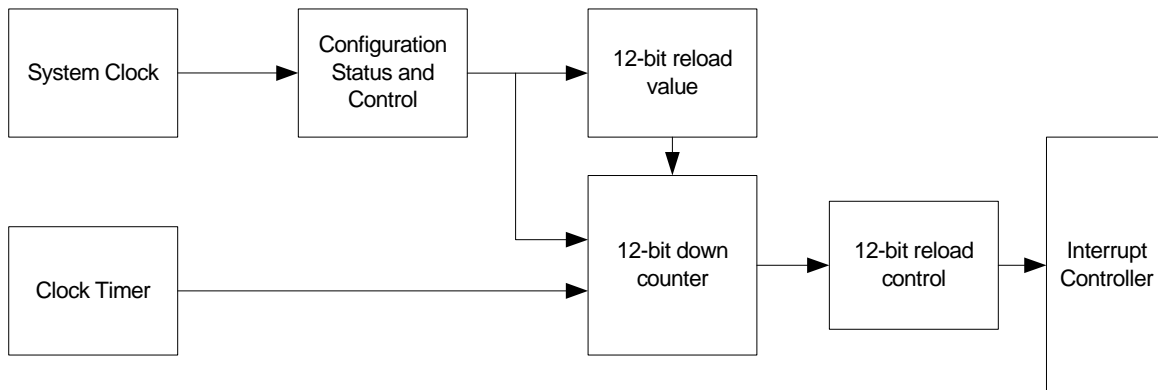 System Clock
Configuration
Status and
Control
12-bit reload
value
Clock Timer
12-bit down
counter
12-bit reload
control
Interrupt
Controller